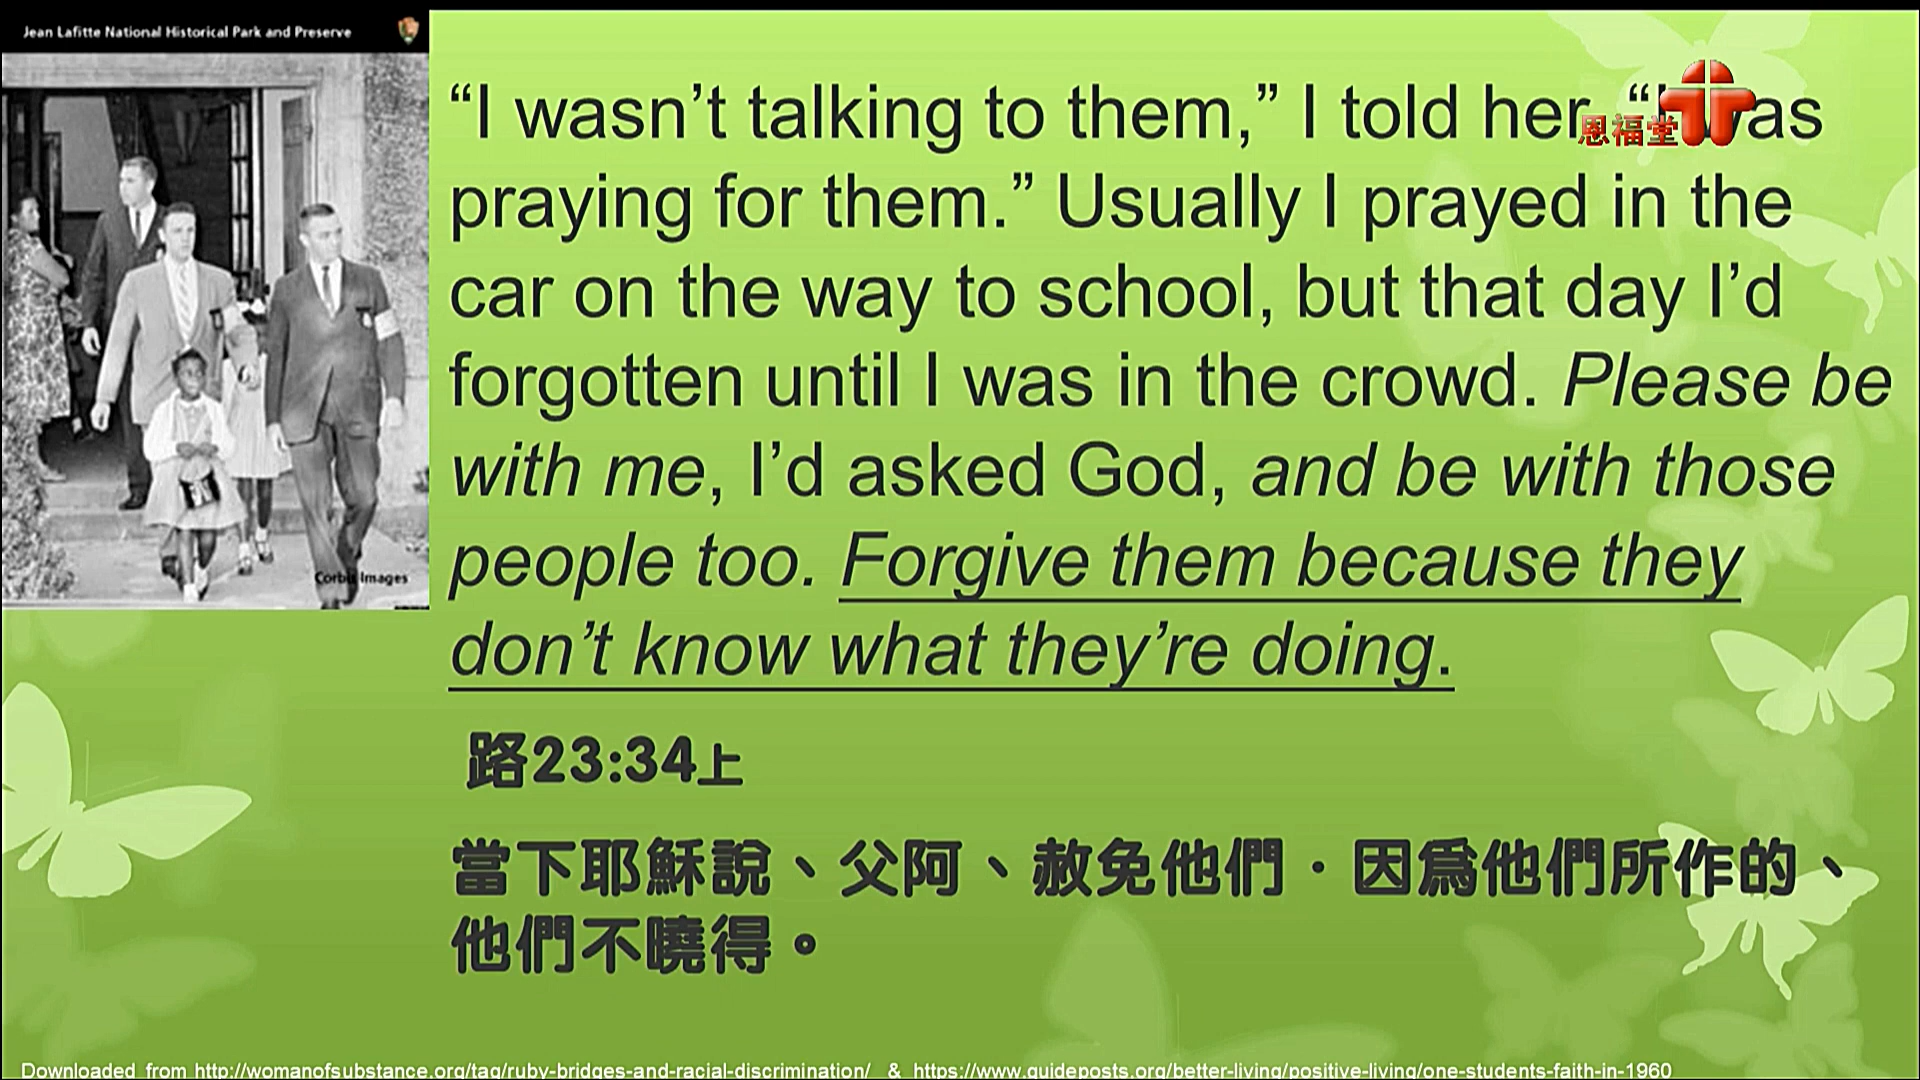 Jean Lafitte National Historical Park and Preserve
“I wasn’t talking to them,” I told her. “I was
恩福堂
praying for them.” Usually I prayed in the
car on the way to school, but that day I’d
forgotten until I was in the crowd. Please be
with me, I’d asked God, and be with those
people too. Forgive them because they
don’t know what they’re doing.
Corbis Images
路23:34上
當下耶穌說、父阿、赦免他們．因爲他們所作的、
他們不曉得。
Downloaded from http://womanofsubstance.org/tag/ruby-bridges-and-racial-discrimination/ & https://www.guideposts.org/better-living/positive-living/one-students-faith-in-1960